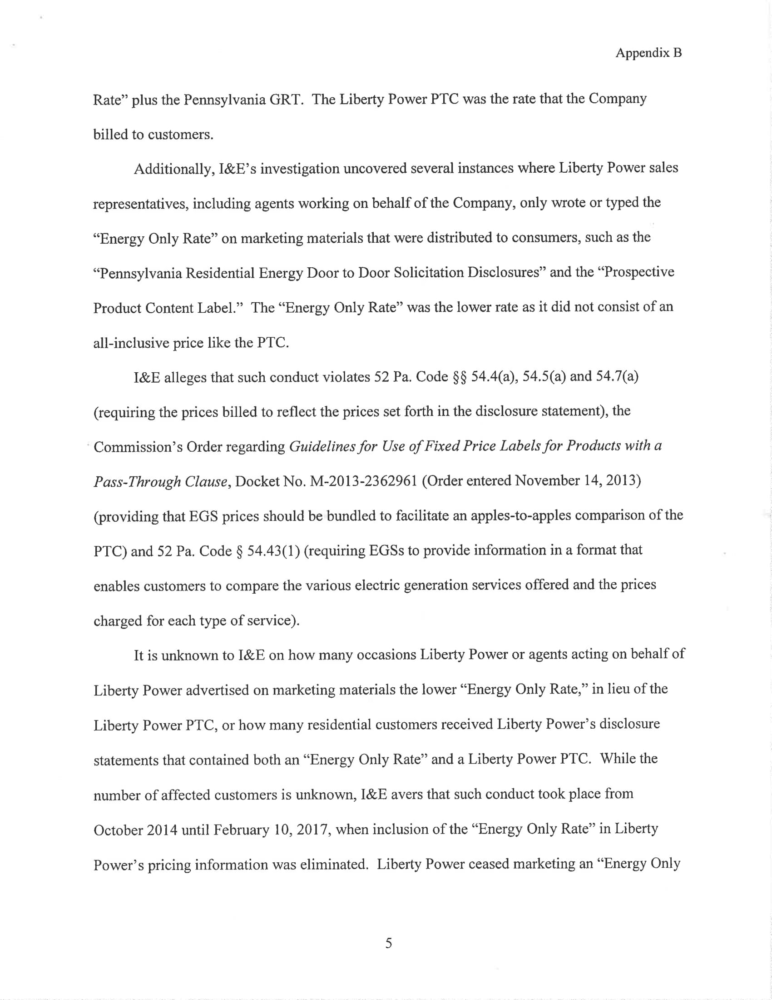 Appendix B
Rate” plus the Pennsylvania GRT.  The Liberty Power PTC was the rate that the Company
billed to customers.
Additionally, I&E’s investigation uncovered several instances where Liberty Power sales
representatives, including agents working on behalf of the Company, only wrote or typed the
“Energy Only Rate” on marketing materials that were distributed to consumers, such as the
“Pennsylvania Residential Energy Door to Door Solicitation Disclosures” and the “Prospective
Product Content Label.”  The “Energy Only Rate” was the lower rate as it did not consist of an
all-inclusive price like the PTC.
I&E alleges that such conduct violates 52 Pa. Code §§ 54.4(a), 54.5(a) and 54.7(a)
(requiring the prices billed to reflect the prices set forth in the disclosure statement), the
Commission’s Order regarding Guidelines for Use of Fixed Price Labels for Products with a
Pass-Through Clause, Docket No. M-2013-2362961 (Order entered November 14, 2013)
(providing that EGS prices should be bundled to facilitate an apples-to-apples comparison of the
PTC) and 52 Pa. Code § 54.43(1) (requiring EGSs to provide information in a format that
enables customers to compare the various electric generation services offered and the prices
charged for each type of service).
It is unknown to I&E on how many occasions Liberty Power or agents acting on behalf of
Liberty Power advertised on marketing materials the lower “Energy Only Rate,” in lieu of the
Liberty Power PTC, or how many residential customers received Liberty Power’s disclosure
statements that contained both an “Energy Only Rate” and a Liberty Power PTC.  While the
number of affected customers is unknown, I&E avers that such conduct took place from
October 2014 until February 10, 2017, when inclusion of the “Energy Only Rate” in Liberty
Power’s pricing information was eliminated.  Liberty Power ceased marketing an “Energy Only
5